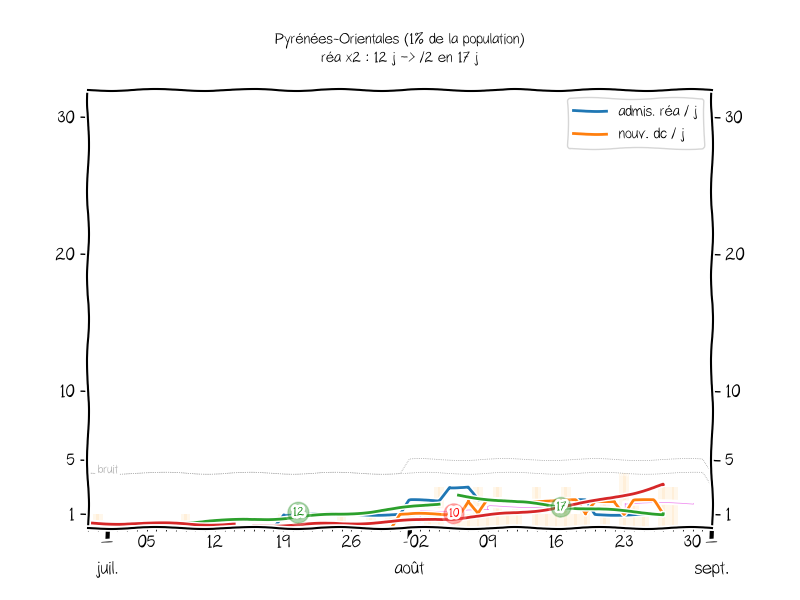 Pyrénées-Orientales (1% de la population)
réa x2 : 12 j -> /2 en 17 j
admis. réa / j
nouv. dc / j
30 30
20 20
10 10
5 5
bruit
1 1
12 10 17
05 12 19 26 02 09 16 23 30
juil. août sept.